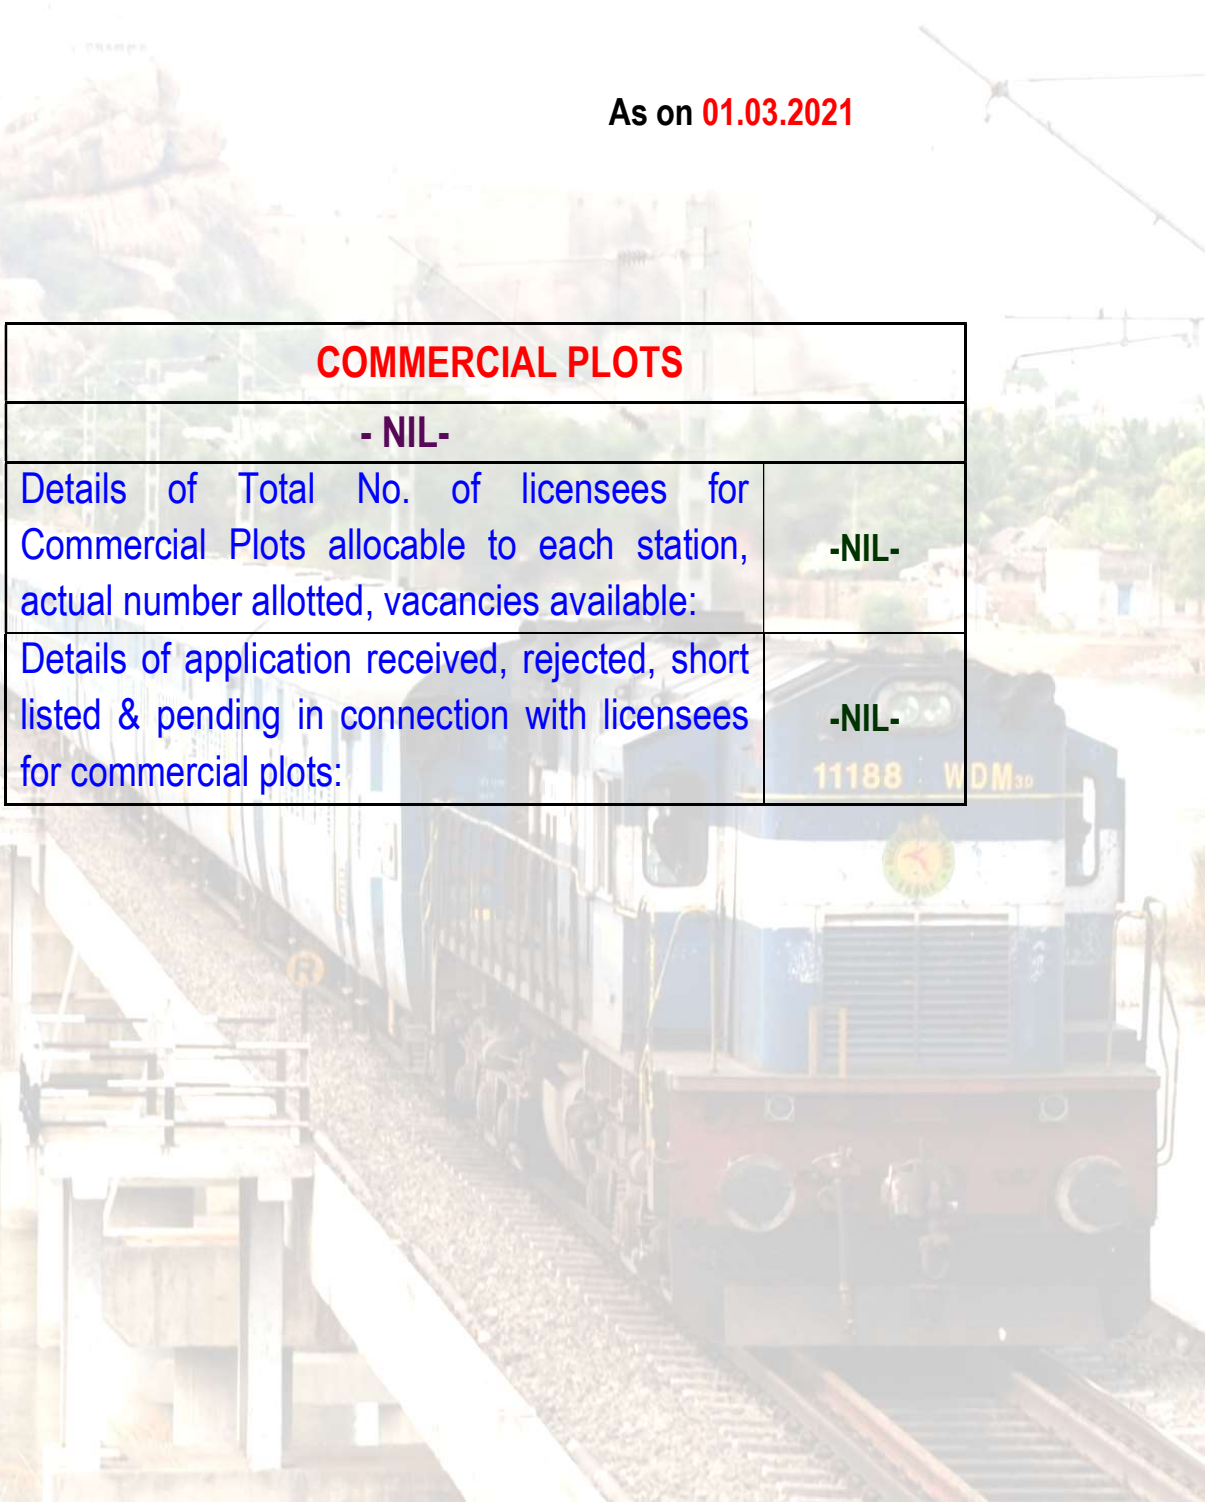 As on 01.03.2021
COMMERCIAL PLOTS
- NIL-
Details of Total No. of licensees for
Commercial Plots allocable to each station,
actual number allotted, vacancies available:
-NIL-
Details of application received, rejected, short
listed & pending in connection with licensees
for commercial plots:
-NIL-
11188 WDM3D
R